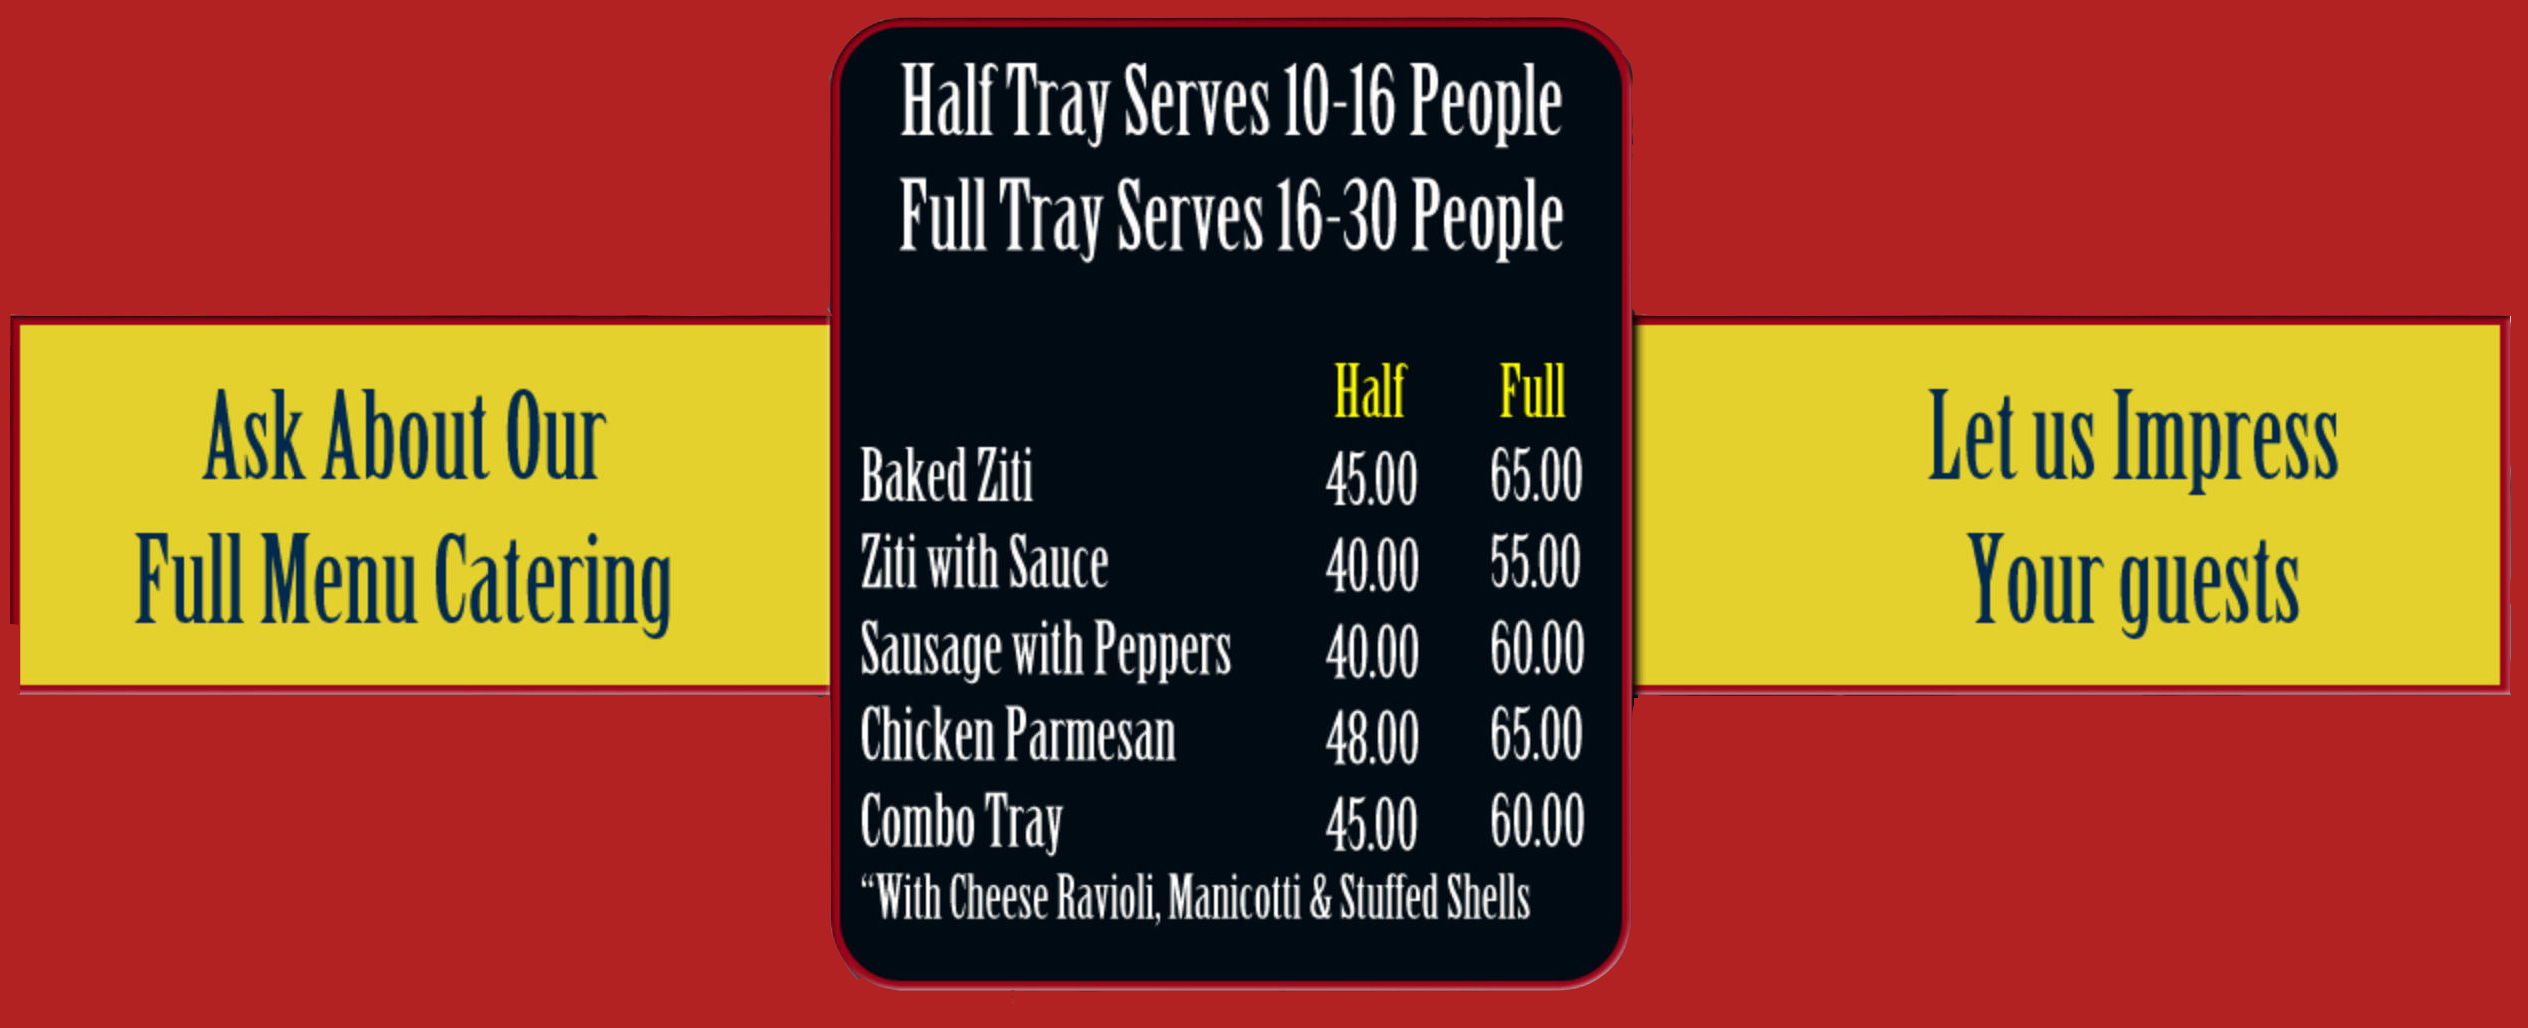 Half Tray Serves 10-16 People
Full Tray Serves 16-30 People
Half Full
Baked Ziti 45.00 65.00
Ziti with Sauce 40.00 55.00
Sausage with Peppers 40.00 60.00
Chicken Parmesan 48.00 65.00
Combo Tray 45.00 60.00
“With Cheese Ravioli, Manicotti & Stuffed Shells
Ask About Our
Full Menu Catering
Let us Impress
Your guests